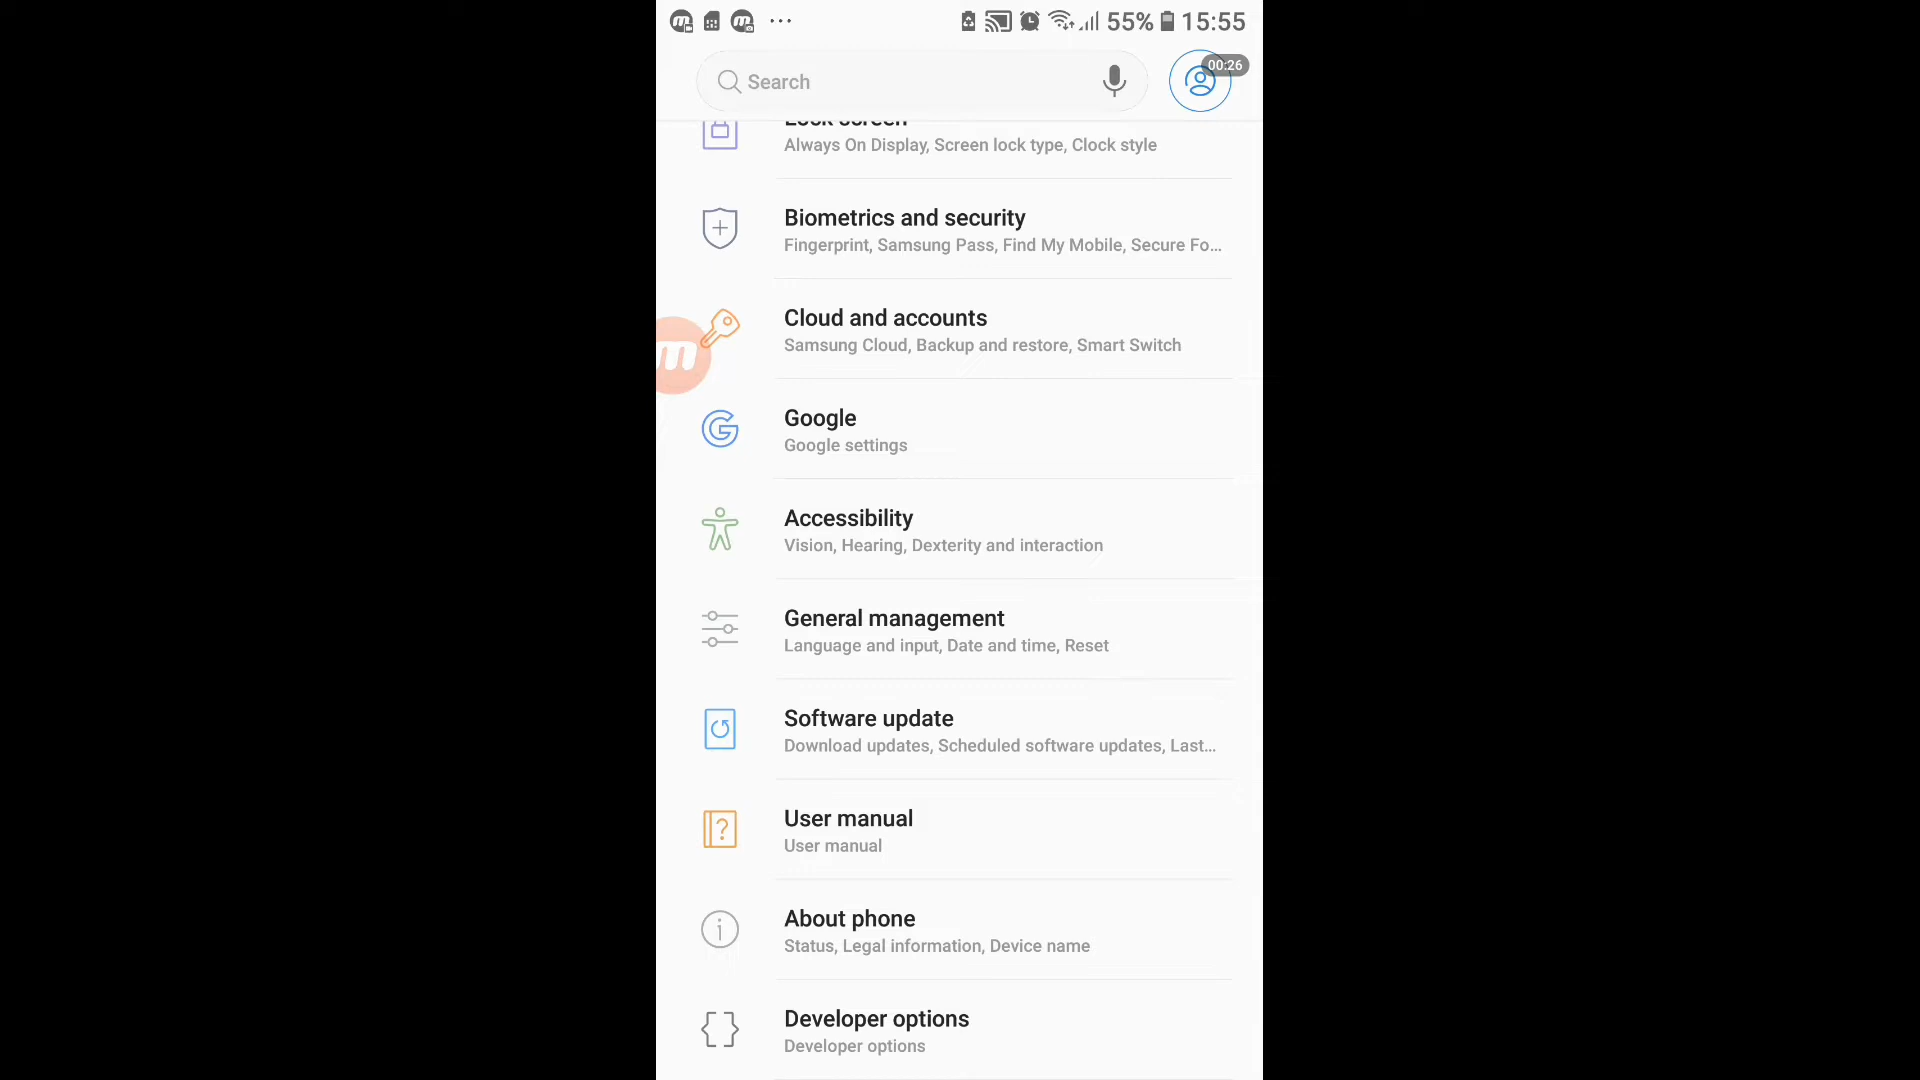 55% 15:55
Search
00:26
Lock screen
Always On Display, Screen lock type, Clock style
Biometrics and security
Fingerprint, Samsung Pass, Find My Mobile, Secure Fo...
Cloud and accounts
Samsung Cloud, Backup and restore, Smart Switch
m
Google
Google settings
Accessibility
Vision, Hearing, Dexterity and interaction
General management
Language and input, Date and time, Reset
Software update
Download updates, Scheduled software updates, Last...
User manual
User manual
About phone
Status, Legal information, Device name
Developer options
Developer options